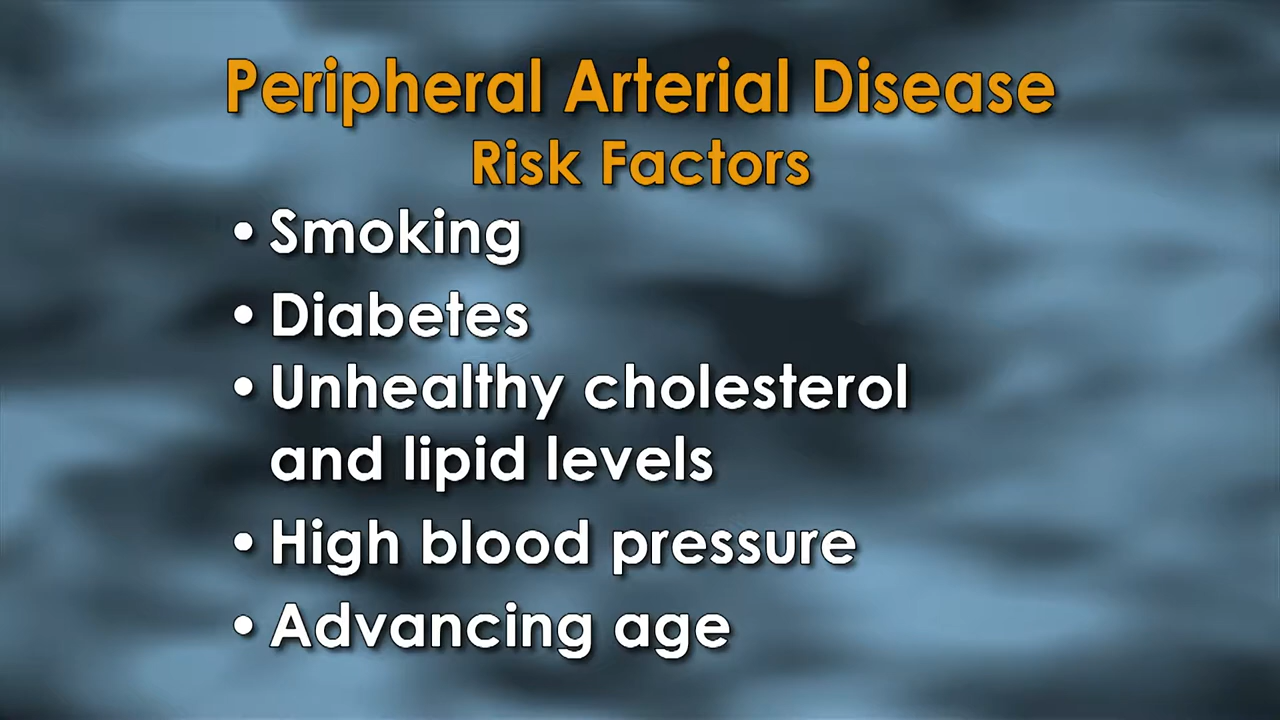 Peripheral Arterial Disease
Risk Factors
• Smoking
• Diabetes
• Unhealthy cholesterol
and lipid levels
• High blood pressure
• Advancing age